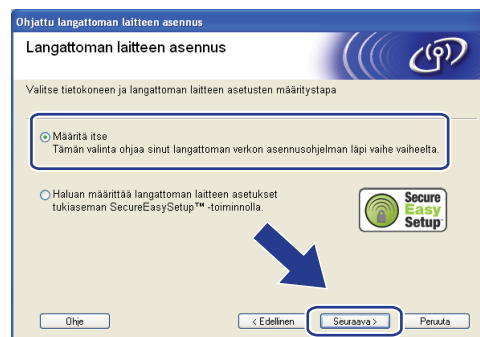 Ohjattu langattoman laitteen asennus
Langattoman laitteen asennus
Valitse tietokoneen ja langattoman laitteen asetusten määritystapa
Määritä itse
Tämän valinta ohjaa sinut langattoman verkon asennusohjelman läpi vaihe vaiheelta.
Haluan määrittää langattoman laitteen asetukset
tukiaseman SecureEasySetup™ -toiminnolla.
Secure
Easy
Setup
Ohje
< Edellinen
Seuraava >
Peruuta